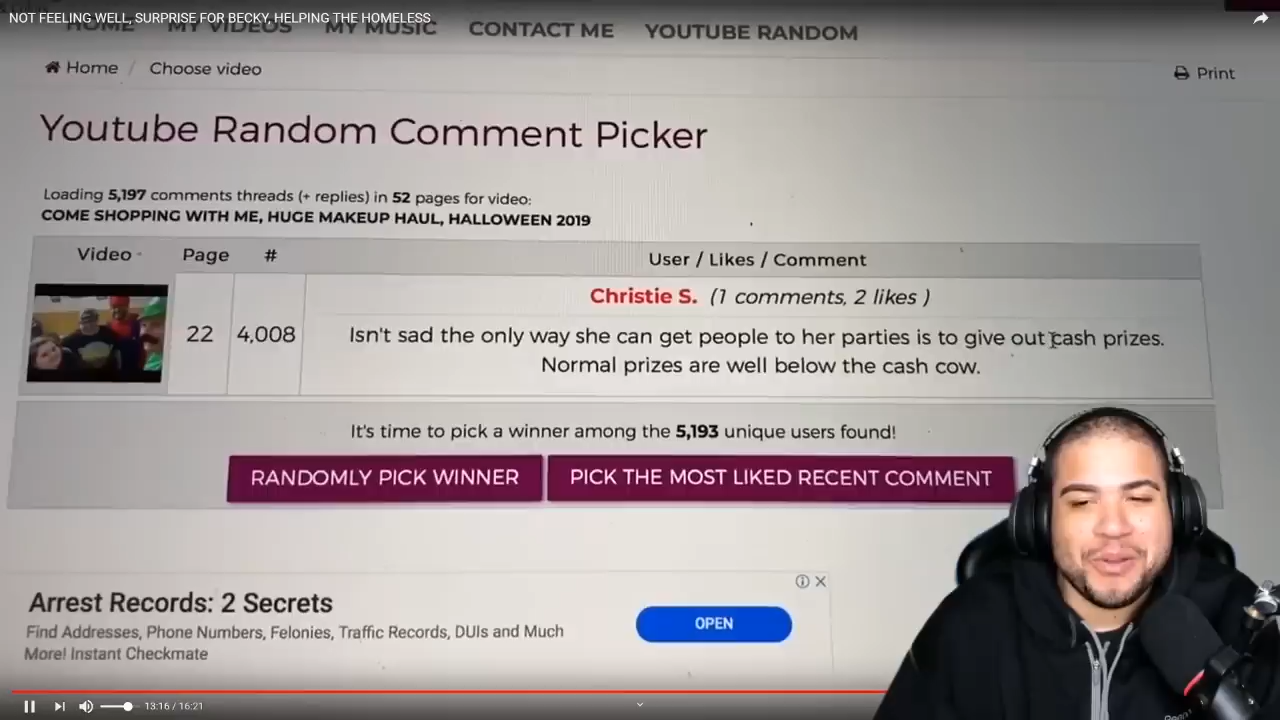 NOT FEELING WELL, SURPRISE FOR BECKY, HELPING THE HOMELESS
HOME MY VIDEOS MY MUSIC CONTACT ME YOUTUBE RANDOM
Home / Choose video
Print
Youtube Random Comment Picker
Loading 5,197 comments threads (+ replies) in 52 pages for video:
COME SHOPPING WITH ME, HUGE MAKEUP HAUL, HALLOWEEN 2019
Video Page # User / Likes / Comment
Christie S. (1 comments, 2 likes )
22 4,008 Isn't sad the only way she can get people to her parties is to give out cash prizes.
Normal prizes are well below the cash cow.
It's time to pick a winner among the 5,193 unique users found!
RANDOMLY PICK WINNER PICK THE MOST LIKED RECENT COMMENT
Arrest Records: 2 Secrets
Find Addresses, Phone Numbers, Felonies, Traffic Records, DUIs and Much
More! Instant Checkmate
OPEN
13:16 / 16:21